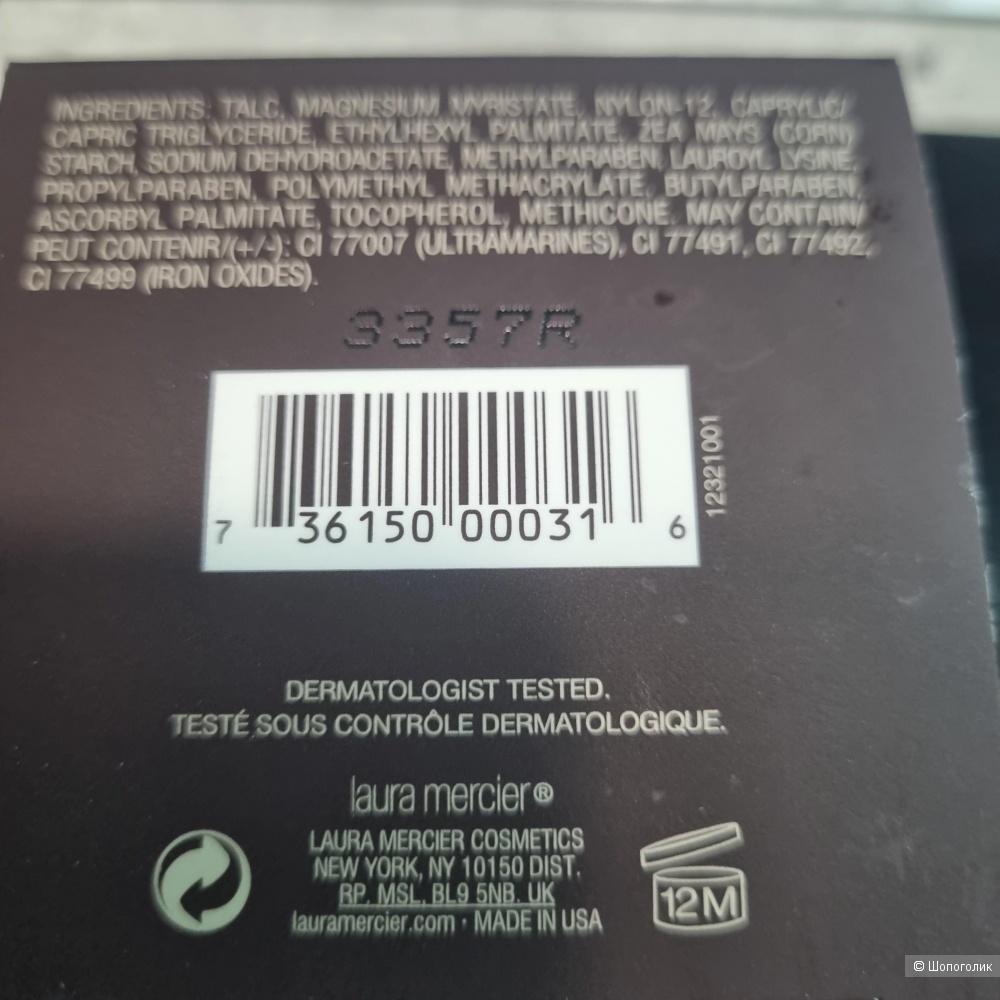 INGREDIENTS: TALC, MAGNESIUM MYRISTATE, NYLON-12, CAPRYLIC/
CAPRIC TRIGLYCERIDE, ETHYLHEXYL PALMITATE, ZEA MAYS (CORN)
STARCH, SODIUM DEHYDROACETATE, METHYLPARABEN, LAUROYL LYSINE,
PROPYLPARABEN, POLYMETHYL METHACRYLATE, BUTYLPARABEN,
ASCORBYL PALMITATE, TOCOPHEROL, METHICONE. MAY CONTAIN/
PEUT CONTENIR/(+/-): CI 77007 (ULTRAMARINES), CI 77491, CI 77492,
CI 77499 (IRON OXIDES).
3357R
7 36150 00031 6
12321001
DERMATOLOGIST TESTED.
TESTÉ SOUS CONTRÔLE DERMATOLOGIQUE.
laura mercier®
LAURA MERCIER COSMETICS
NEW YORK, NY 10150 DIST.
RP. MSL, BL9 5NB. UK
lauramercier.com · MADE IN USA
12M
© Шопоголик